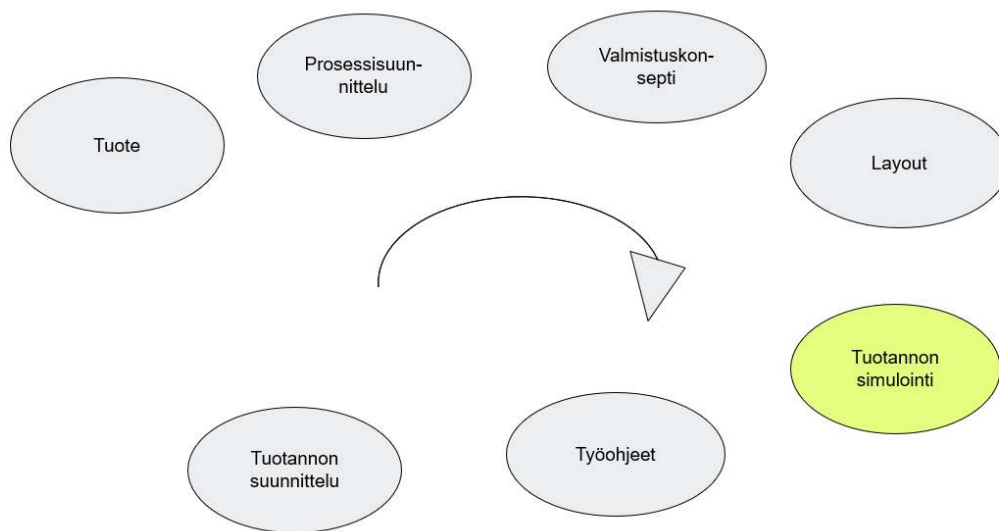 Prosessisuun-
nittelu
Valmistuskon-
septi
Tuote
Layout
Tuotannon
simulointi
Tuotannon
suunnittelu
Työohjeet